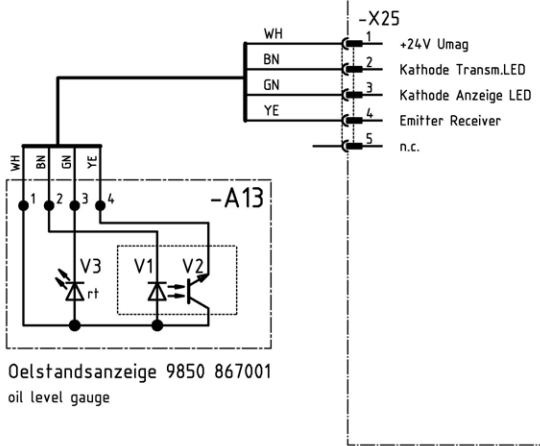 -X25
WH 1 +24V Umag
BN 2 Kathode Transm.LED
GN 3 Kathode Anzeige LED
YE 4 Emitter Receiver
5 n.c.
WH BN GN YE
1 2 3 4 -A13
V3 V1 V2
rt
Oelstandsanzeige 9850 867001
oil level gauge